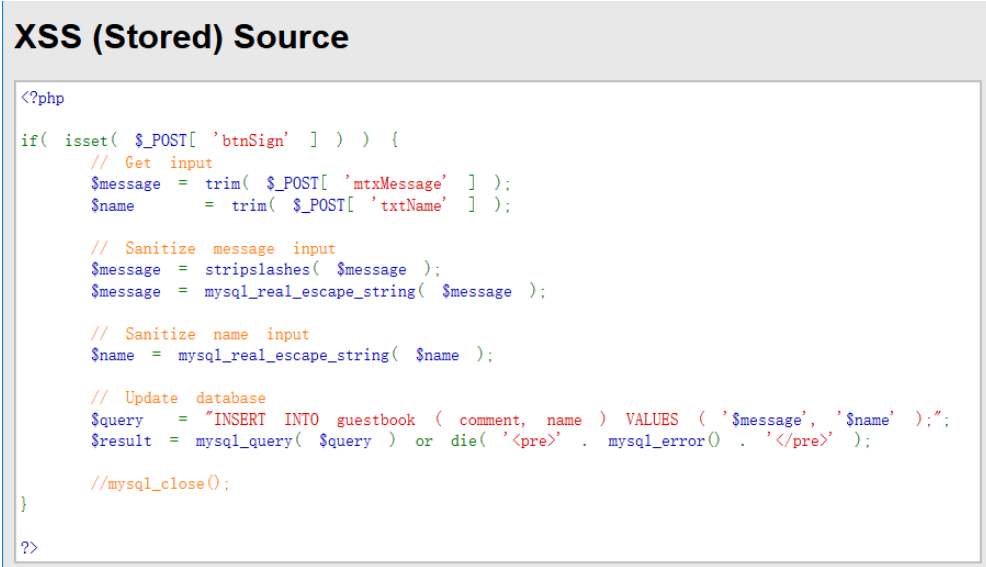 XSS (Stored) Source
<?php
if( isset( $_POST[ 'btnSign' ] ) ) {
// Get input
$message = trim( $_POST[ 'mtxMessage' ] );
$name = trim( $_POST[ 'txtName' ] );
// Sanitize message input
$message = stripslashes( $message );
$message = mysql_real_escape_string( $message );
// Sanitize name input
$name = mysql_real_escape_string( $name );
// Update database
$query = "INSERT INTO guestbook ( comment, name ) VALUES ( '$message', '$name' );";
$result = mysql_query( $query ) or die( '<pre>' . mysql_error() . '</pre>' );
//mysql_close();
}
?>